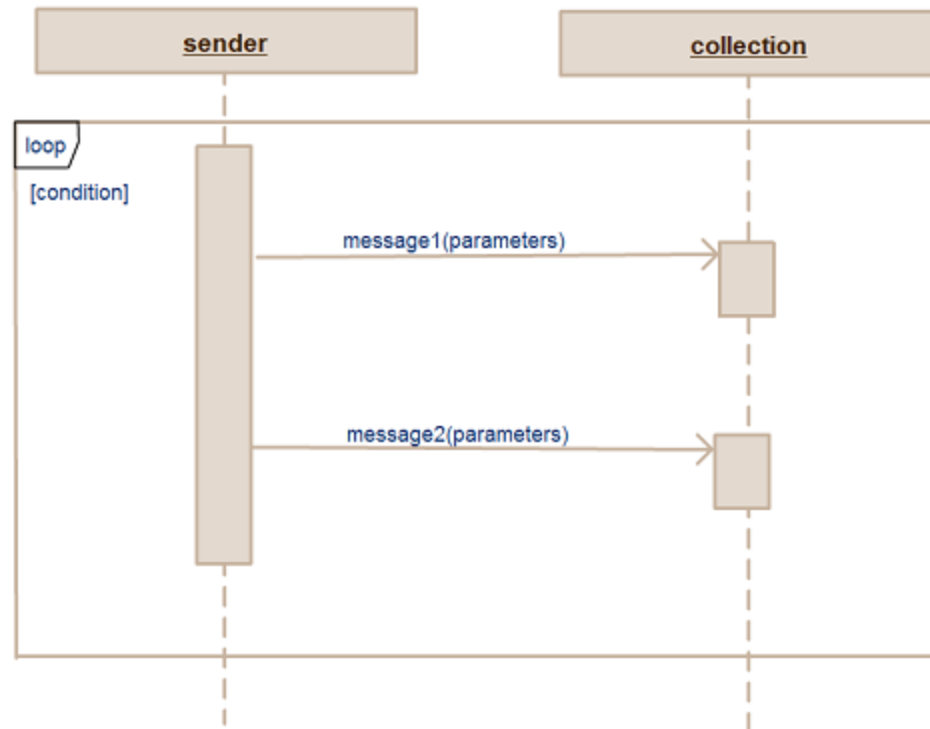 sender
collection
loop
[condition]
message1(parameters)
message2(parameters)